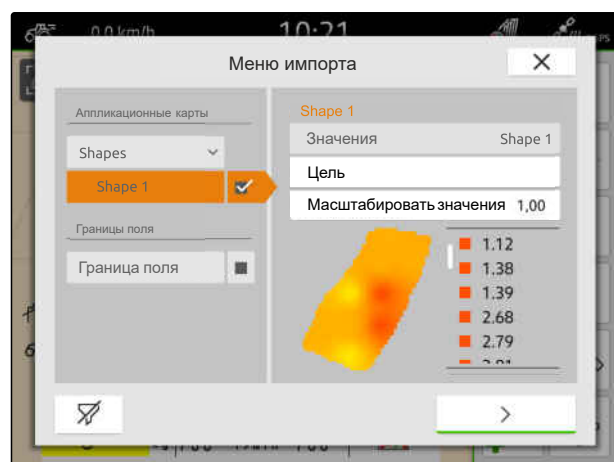 0.0 km/h
10:21
Меню импорта
Аппликационные карты
Shapes
Shape 1
Границы поля
Граница поля
Shape 1
Значения Shape 1
Цель
Масштабировать значения 1,00
1.12
1.38
1.39
2.68
2.79